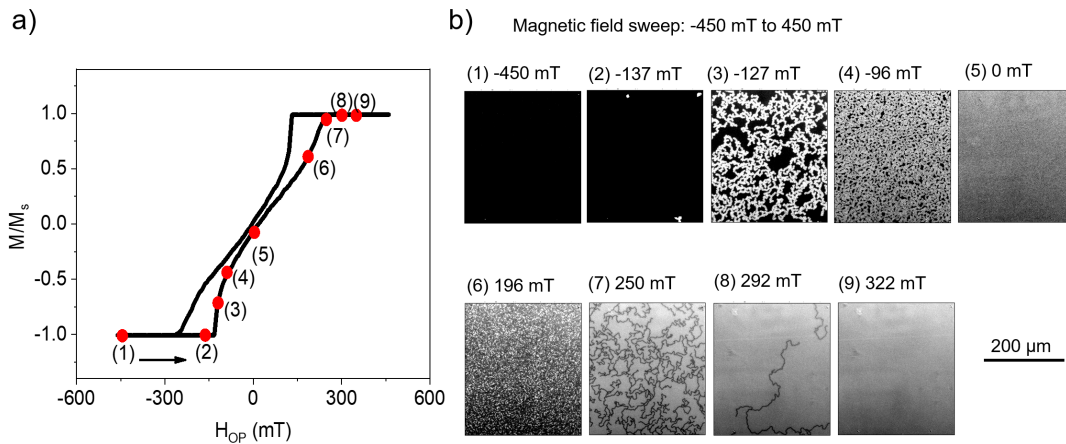 a)
b)
Magnetic field sweep: -450 mT to 450 mT
(1) -450 mT
(2) -137 mT
(3) -127 mT
(4) -96 mT
(5) 0 mT
1.0
0.5
0.0
-0.5
-1.0
M/Ms
(8)
(9)
(7)
(6)
(5)
(4)
(3)
(1)
(2)
-600
-300
0
300
600
HOP (mT)
(6) 196 mT
(7) 250 mT
(8) 292 mT
(9) 322 mT
200 μm